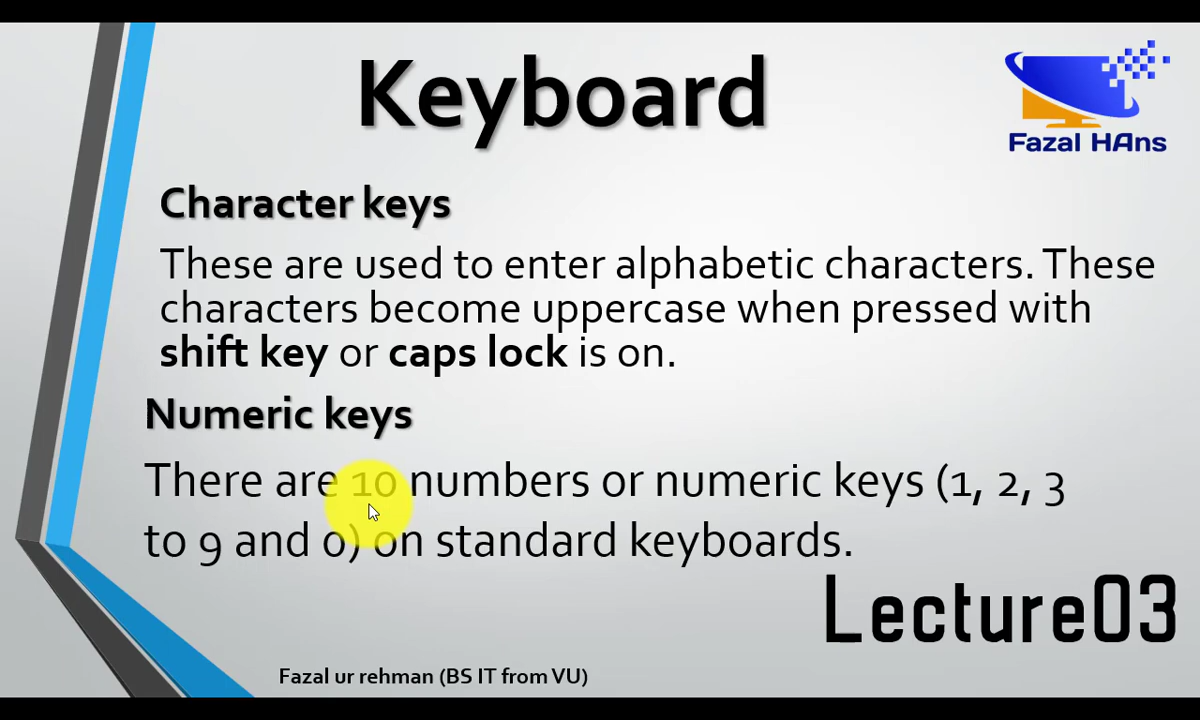 Keyboard
Fazal HAns
Character keys
These are used to enter alphabetic characters. These
characters become uppercase when pressed with
shift key or caps lock is on.
Numeric keys
There are 10 numbers or numeric keys (1, 2, 3
to 9 and 0) on standard keyboards.
Lecture03
Fazal ur rehman (BS IT from VU)